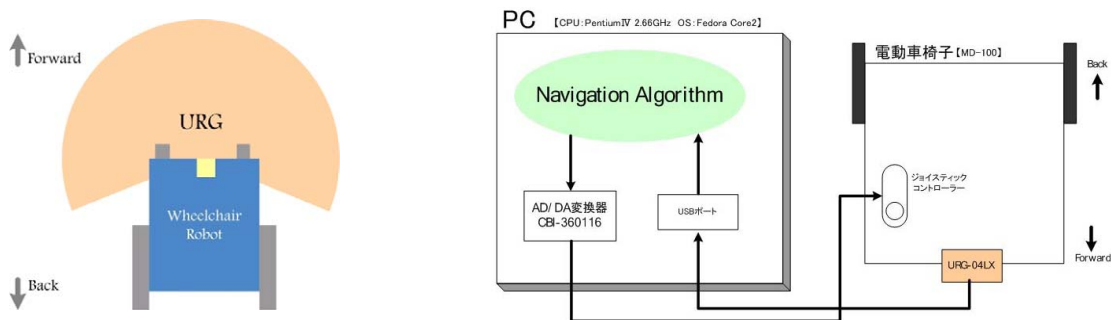 Forward
URG
Wheelchair
Robot
Back
PC 【CPU:PentiumⅣ 2.66GHz OS:Fedora Core2】
Navigation Algorithm
AD/DA変換器
CBI-360116
USBポート
電動車椅子【MD-100】
Back
ジョイスティック
コントローラー
Forward
URG-04LX